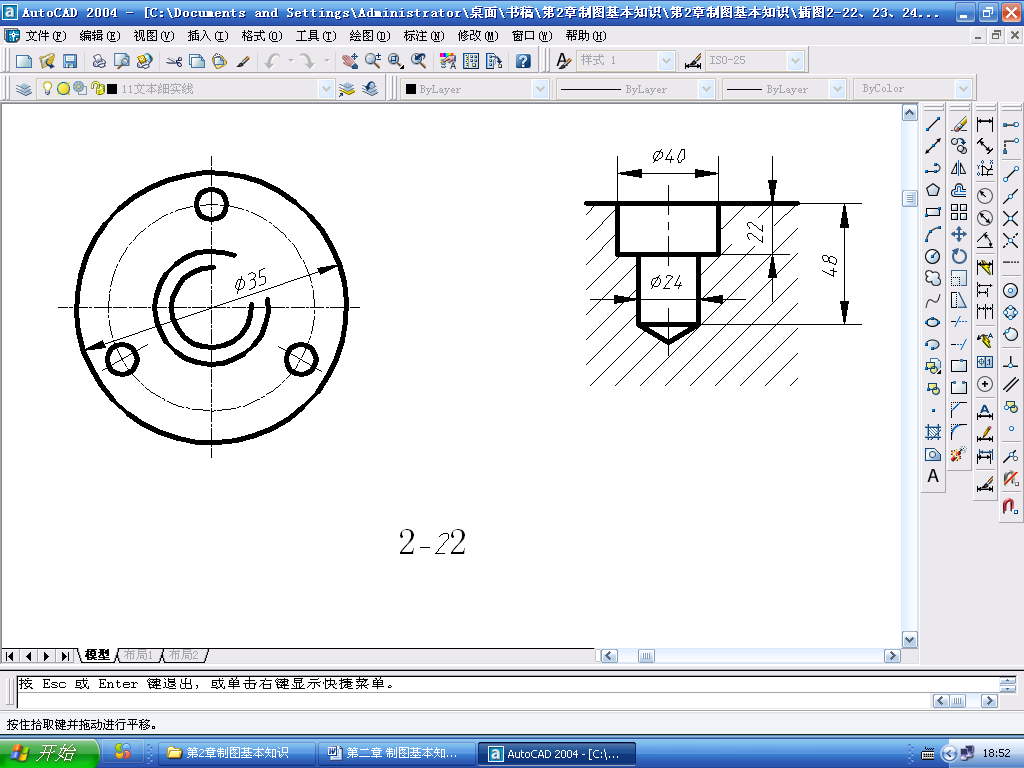 AutoCAD 2004 - [C:\Documents and Settings\Administrator\桌面\书稿\第2章制图基本知识\第2章制图基本知识\插图2-22、23、24...
文件(F) 编辑(E) 视图(V) 插入(I) 格式(O) 工具(T) 绘图(D) 标注(N) 修改(M) 窗口(W) 帮助(H)
样式 1 ISO-25
11文本细实线 ByLayer ByLayer ByLayer ByColor
ø40
22
ø35
48
ø24
2-22
模型 布局1 布局2
按 Esc 或 Enter 键退出，或单击右键显示快捷菜单。
按住拾取键并拖动进行平移。
开始 第2章制图基本知识 第二章 制图基本知... AutoCAD 2004 - [C:\... 18:52